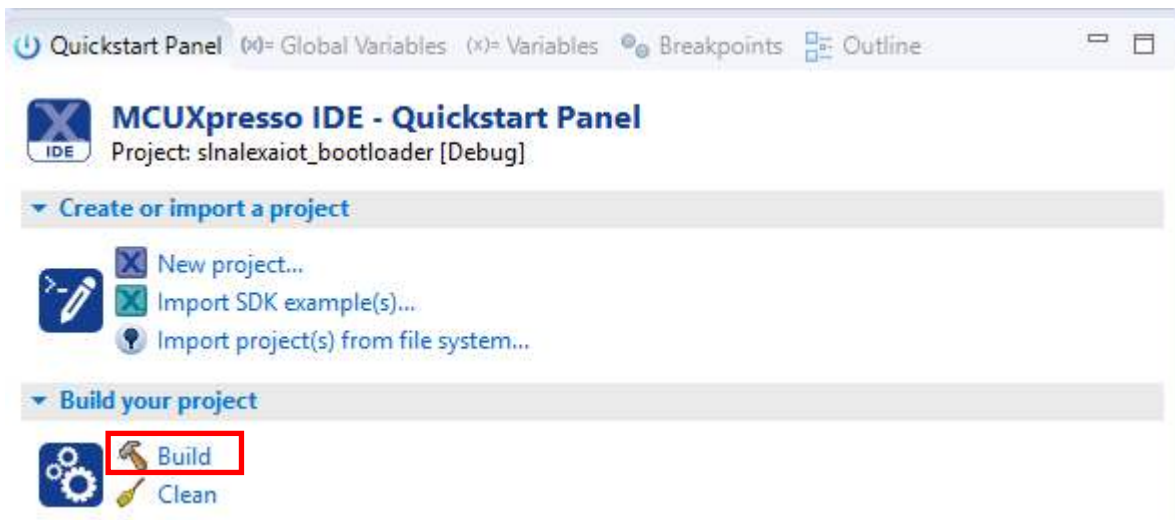 Quickstart Panel (x)= Global Variables (x)= Variables Breakpoints Outline
MCUXpresso IDE - Quickstart Panel
IDE
Project: slnalexaiot_bootloader [Debug]
Create or import a project
New project...
Import SDK example(s)...
Import project(s) from file system...
Build your project
Build
Clean